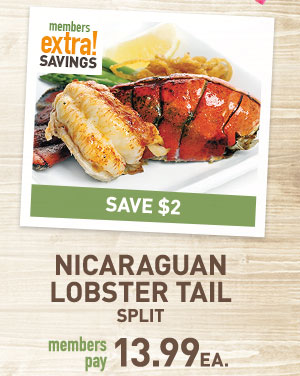 members
extra!
SAVINGS
SAVE $2
NICARAGUAN
LOBSTER TAIL
SPLIT
members
pay 13.99EA.